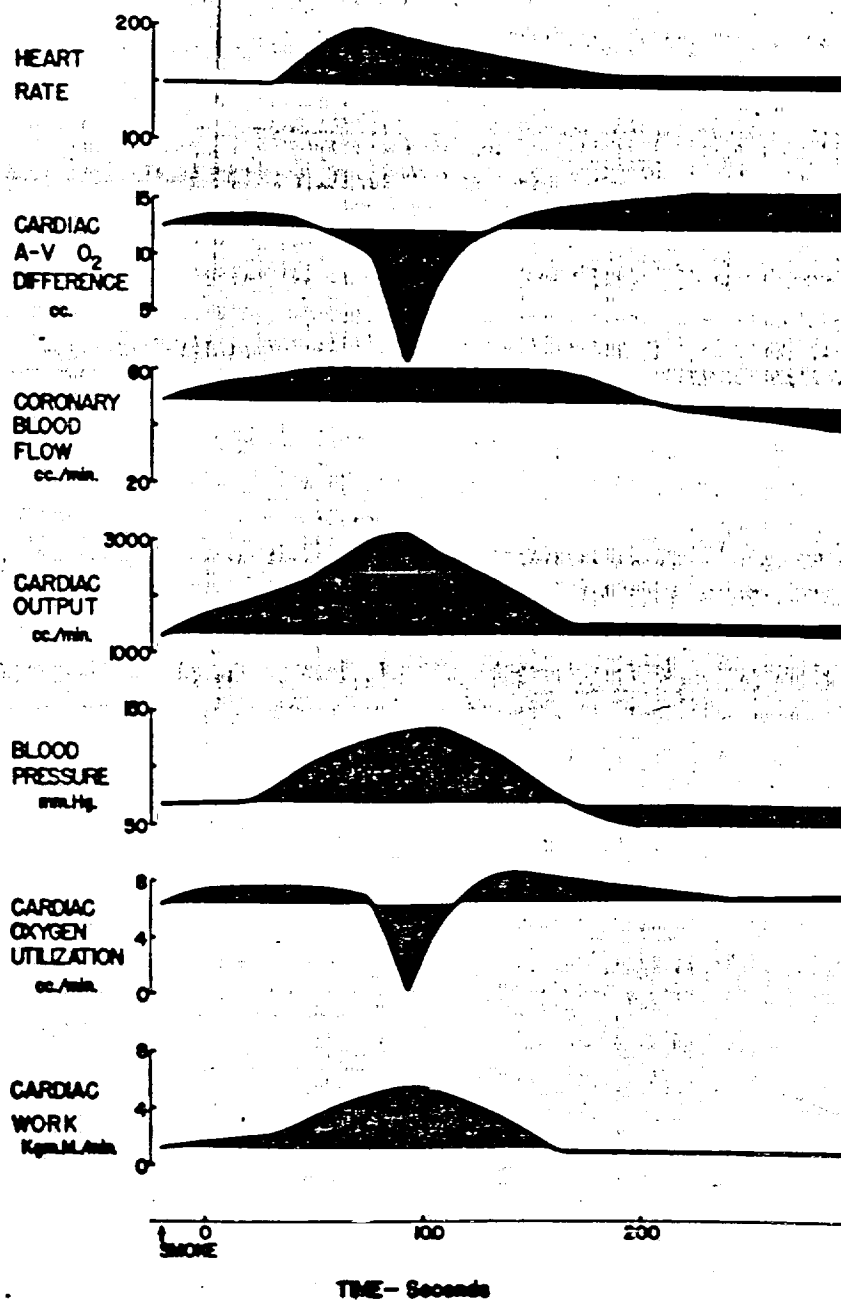 200
HEART
RATE
100
15
CARDIAC
A-V O2
10
DIFFERENCE
cc.
5
60
CORONARY
BLOOD
FLOW
cc./min.
20
3000
CARDIAC
OUTPUT
cc./min.
1000
150
BLOOD
PRESSURE
mm.Hg.
50
8
CARDIAC
OXYGEN
4
UTILIZATION
cc./min.
0
8
CARDIAC
4
WORK
Kgm.M./min.
0
0 100 200
SMOKE
TIME- Seconds